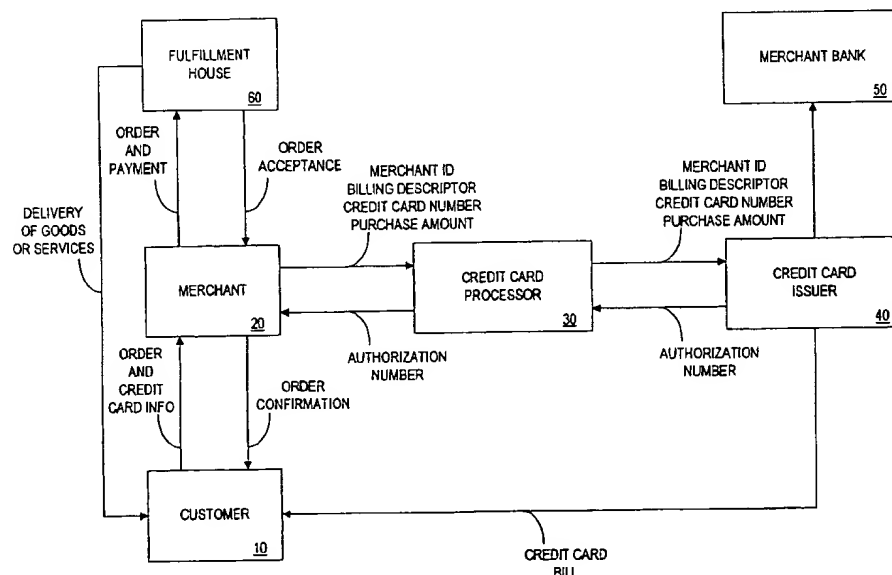 FULFILLMENT
HOUSE
60
MERCHANT BANK
50
ORDER
AND
PAYMENT
ORDER
ACCEPTANCE
MERCHANT ID
BILLING DESCRIPTOR
CREDIT CARD NUMBER
PURCHASE AMOUNT
MERCHANT ID
BILLING DESCRIPTOR
CREDIT CARD NUMBER
PURCHASE AMOUNT
DELIVERY
OF GOODS
OR SERVICES
MERCHANT
20
CREDIT CARD
PROCESSOR
30
CREDIT CARD
ISSUER
40
ORDER
AND
CREDIT
CARD INFO
ORDER
CONFIRMATION
AUTHORIZATION
NUMBER
AUTHORIZATION
NUMBER
CUSTOMER
10
CREDIT CARD
BILL